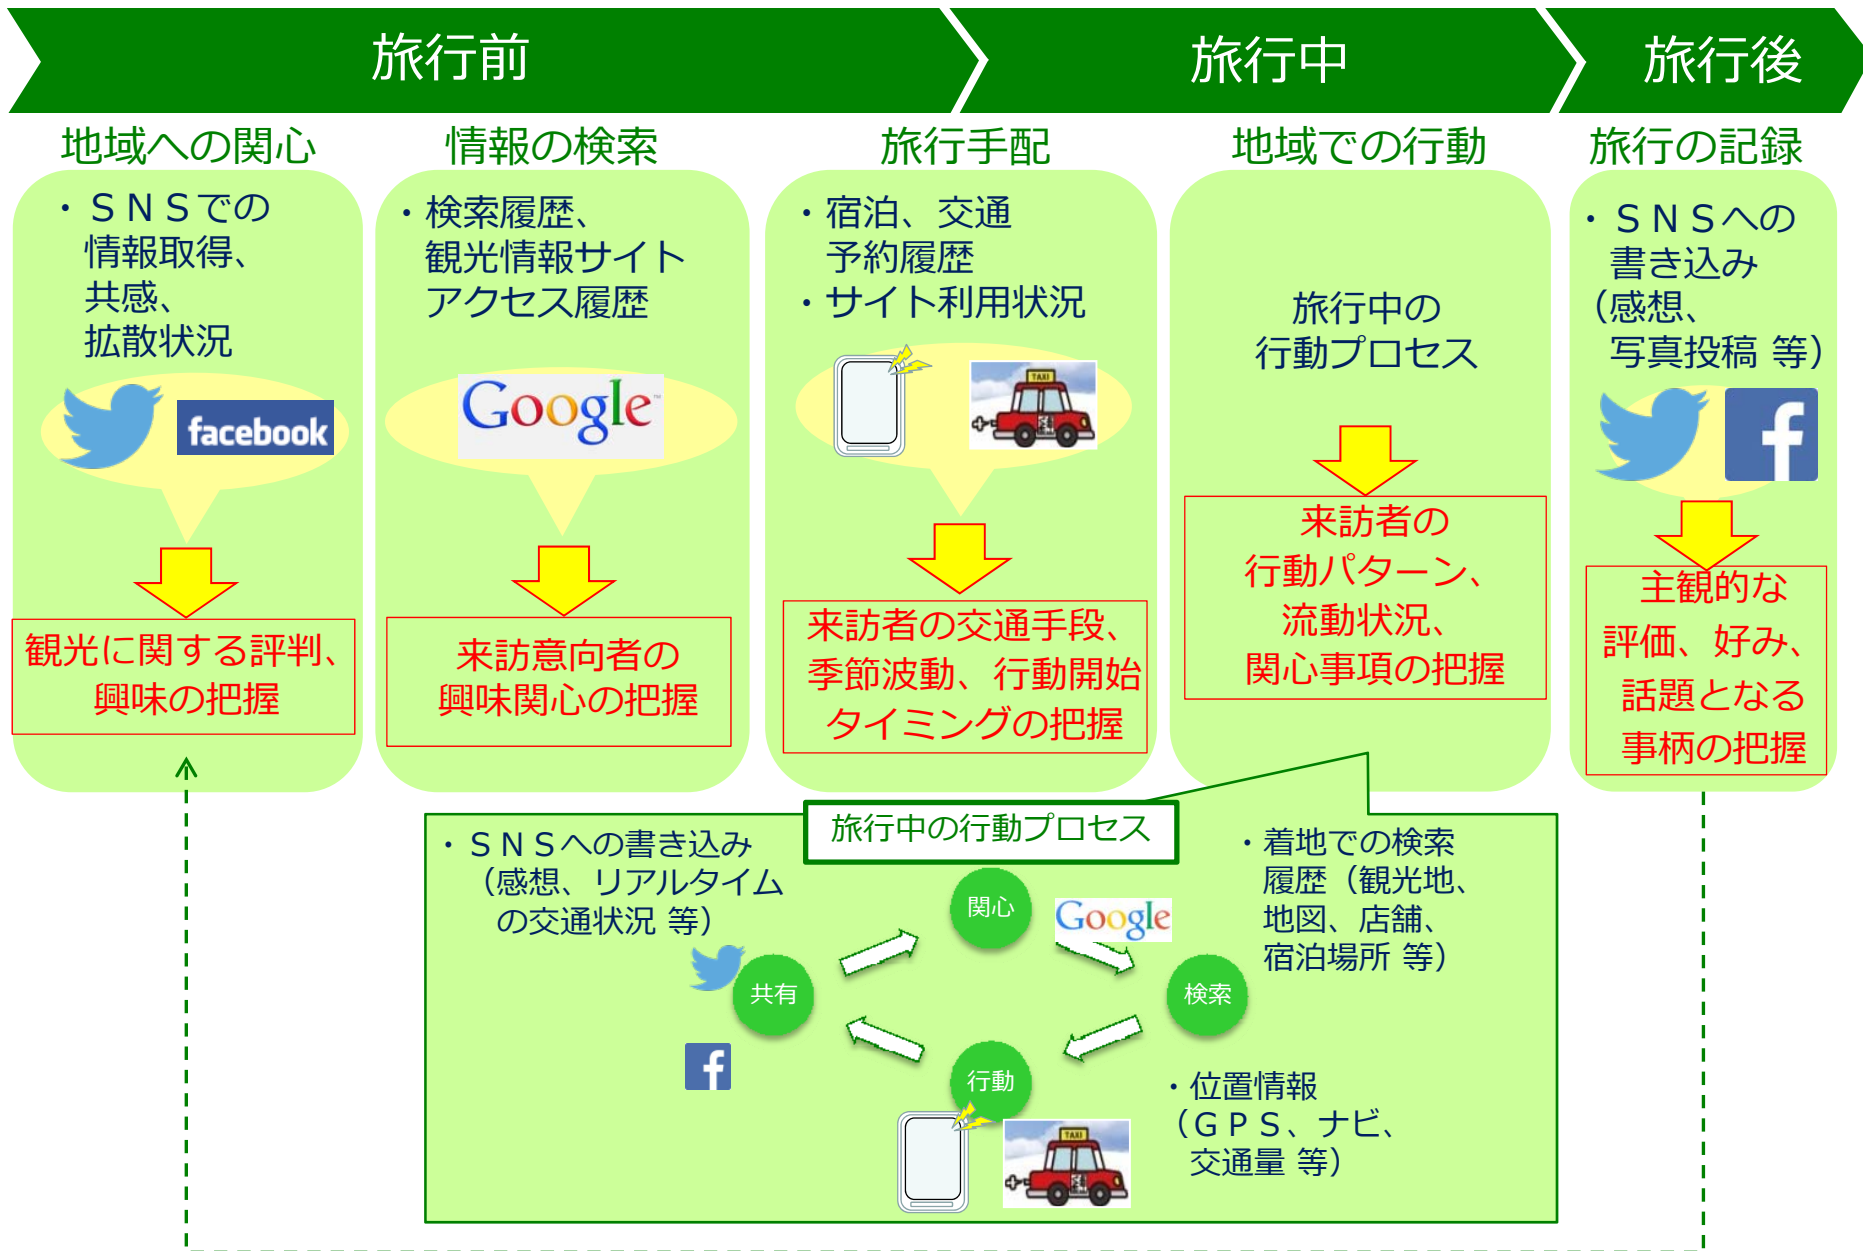 旅行前
旅行中
旅行後
地域への関心
情報の検索
旅行手配
地域での行動
旅行の記録
・ＳＮＳでの
情報取得、
共感、
拡散状況
facebook
観光に関する評判、
興味の把握
・検索履歴、
観光情報サイト
アクセス履歴
Google
来訪意向者の
興味関心の把握
・宿泊、交通
予約履歴
・サイト利用状況
TAXI
来訪者の交通手段、
季節波動、行動開始
タイミングの把握
旅行中の
行動プロセス
来訪者の
行動パターン、
流動状況、
関心事項の把握
・ＳＮＳへの
書き込み
（感想、
写真投稿 等）
f
主観的な
評価、好み、
話題となる
事柄の把握
旅行中の行動プロセス
・ＳＮＳへの書き込み
（感想、リアルタイム
の交通状況 等）
関心
Google
・着地での検索
履歴（観光地、
地図、店舗、
宿泊場所 等）
共有
検索
f
行動
TAXI
・位置情報
（ＧＰＳ、ナビ、
交通量 等）